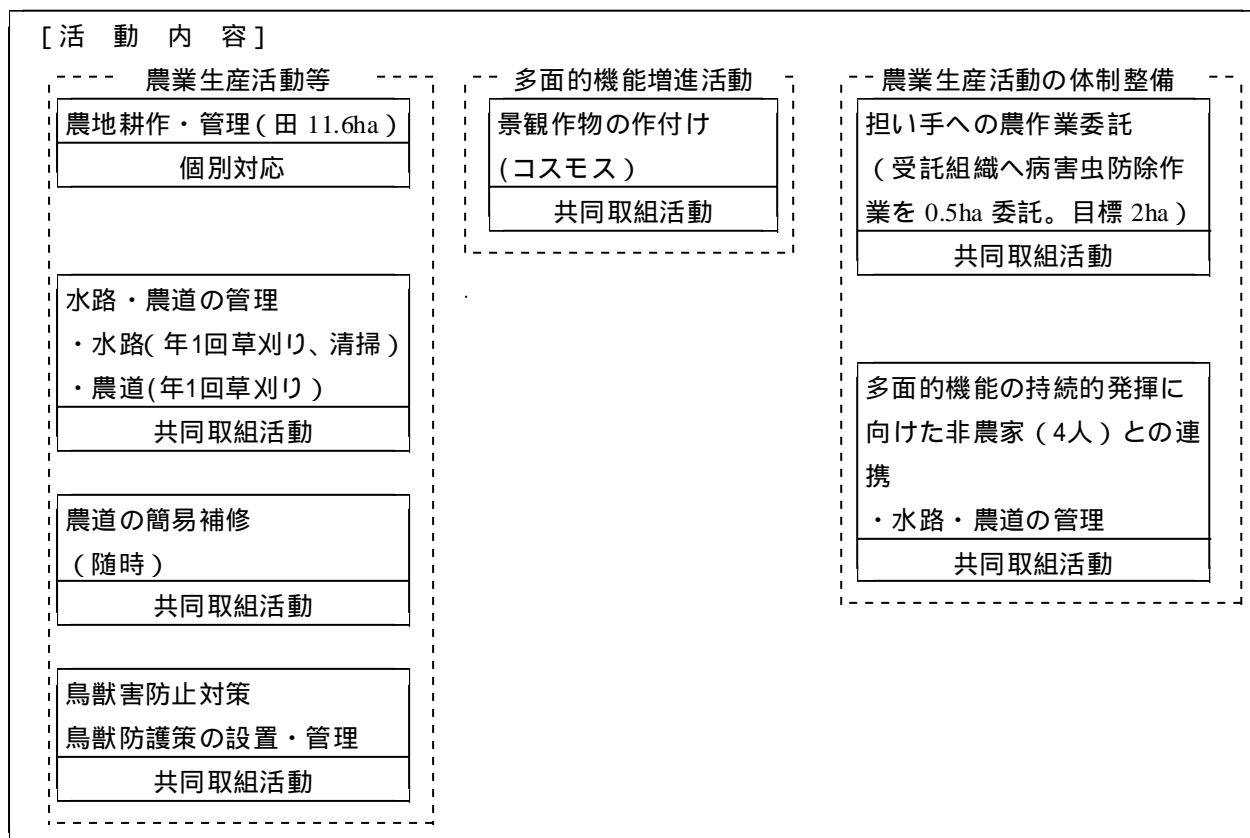 [活 動 内 容]
農業生産活動等
農地耕作・管理(田 11.6ha)
個別対応
水路・農道の管理
・水路(年1回草刈り、清掃)
・農道(年1回草刈り)
共同取組活動
農道の簡易補修
(随時)
共同取組活動
鳥獣害防止対策
鳥獣防護策の設置・管理
共同取組活動
多面的機能増進活動
景観作物の作付け
(コスモス)
共同取組活動
農業生産活動の体制整備
担い手への農作業委託
(受託組織へ病害虫防除作
業を 0.5ha 委託。目標 2ha)
共同取組活動
多面的機能の持続的発揮に
向けた非農家(4人)との連
携
・水路・農道の管理
共同取組活動